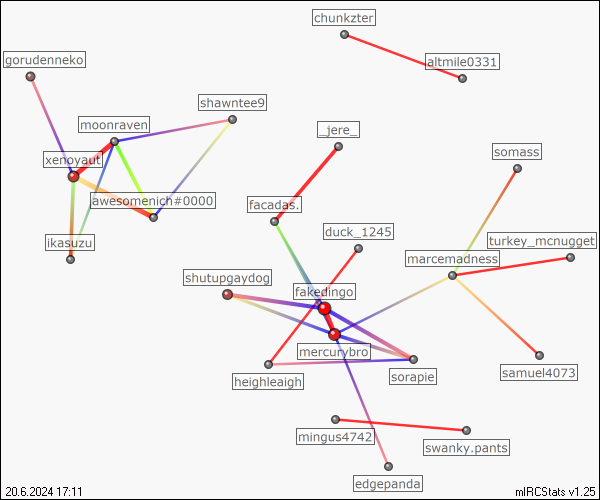 chunkzter
gorudenneko
altmile0331
shawntee9
moonraven
_jere_
somass
xenoyaut
awesomenich#0000
facadas.
duck_1245
turkey_mcnugget
ikasuzu
marcemadness
shutupgaydog
fakedingo
mercurybro
samuel4073
heighleaigh
sorapie
mingus4742
swanky.pants
edgepanda
20.6.2024 17:11
mIRCStats v1.25